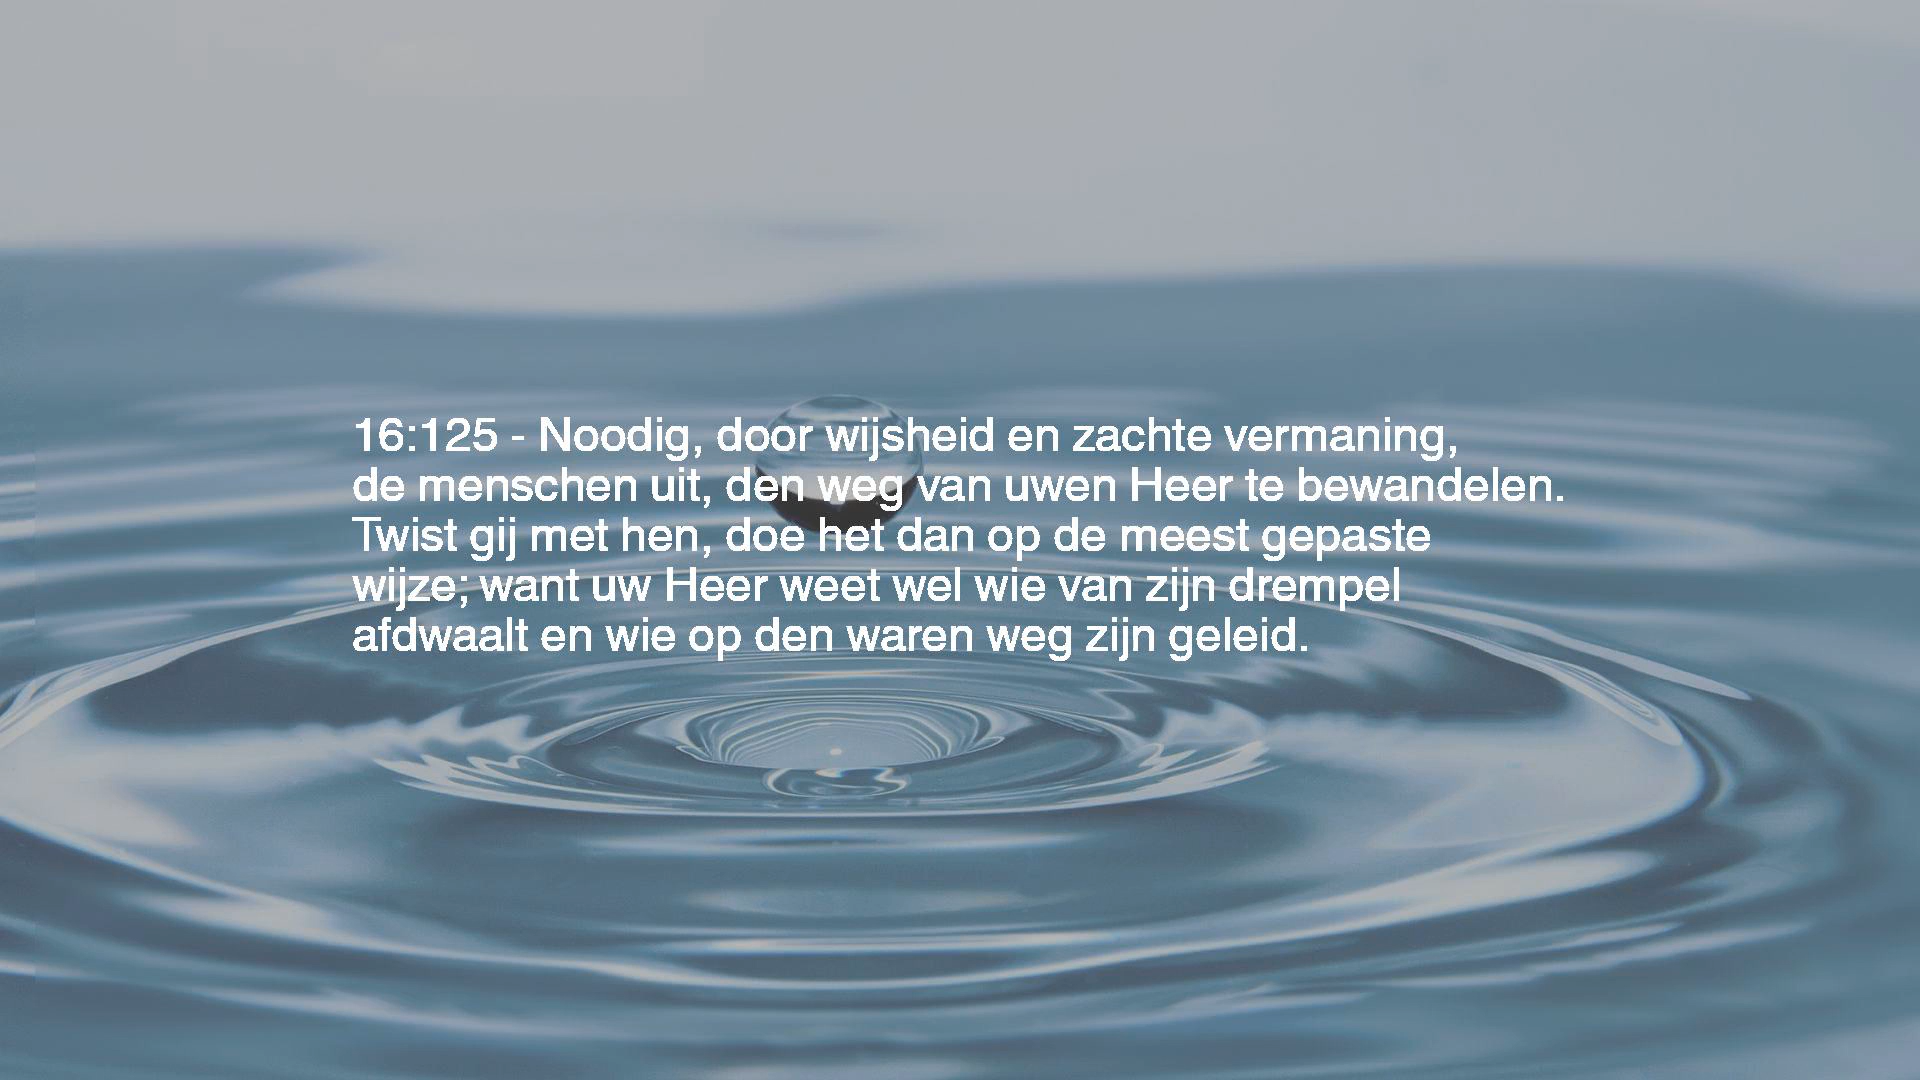 16:125 - Noodig, door wijsheid en zachte vermaning,
de menschen uit, den weg van uwen Heer te bewandelen.
Twist gij met hen, doe het dan op de meest gepaste
wijze; want uw Heer weet wel wie van zijn drempel
afdwaalt en wie op den waren weg zijn geleid.